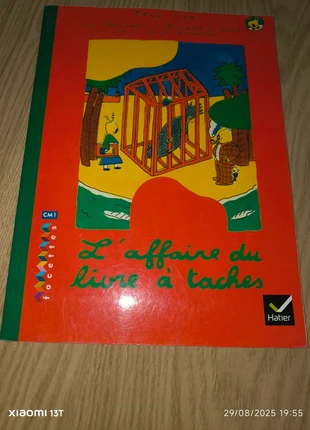 L'affaire du
livre à taches
CM1
facettes
Hatier
XIAOMI 13T
29/08/2025 19:55